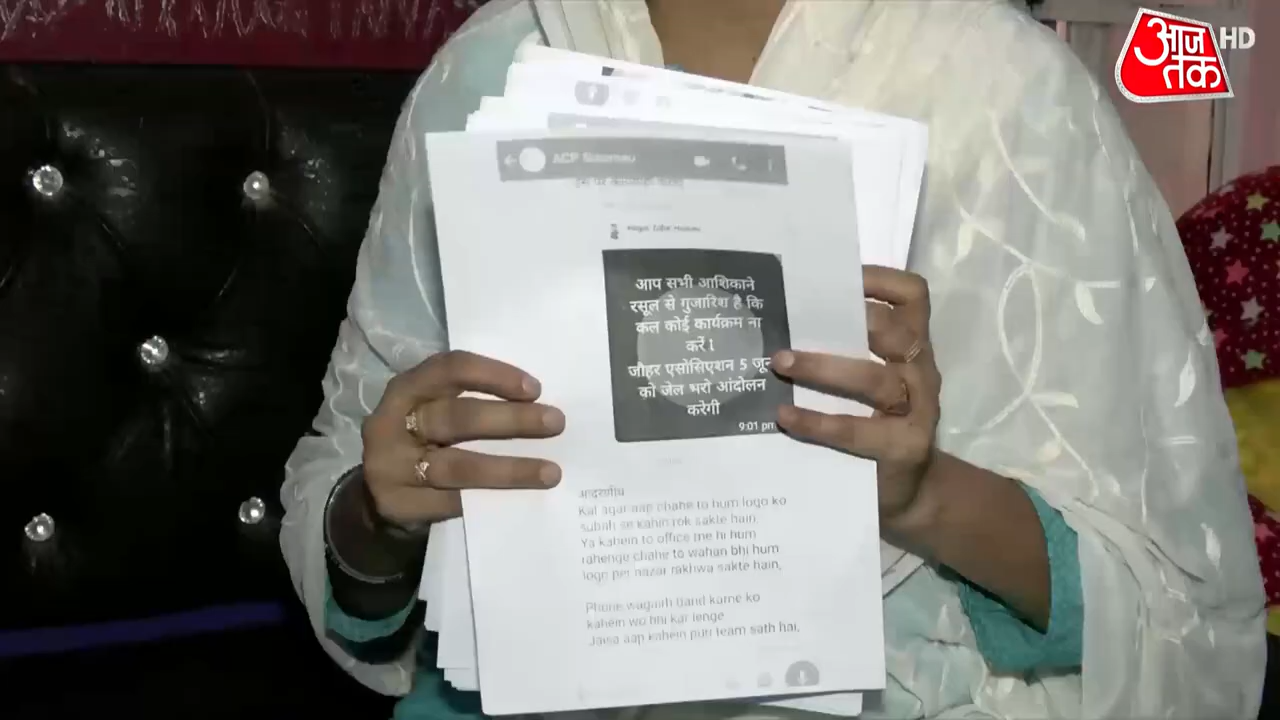 आज
तक
HD
ACP Sisamau
आप सभी आशिकाने
रसूल से गुजारिश है कि
कल कोई कार्यक्रम ना
करें।
जौहर एसोसिएशन 5 जून
को जेल भरो आंदोलन
करेगी
9:01 pm
आदरणीय
Kal agar aap chahe to hum logo ko
subah se kahin rok sakte hain
Ya kahein to office me hi hum
rahenge chahe to wahan bhi hum
logo per nazar rakhwa sakte hain,
Phone wagairh band karne ko
kahein wo bhi kar lenge
Jaisa aap kahein puri team sath hai,